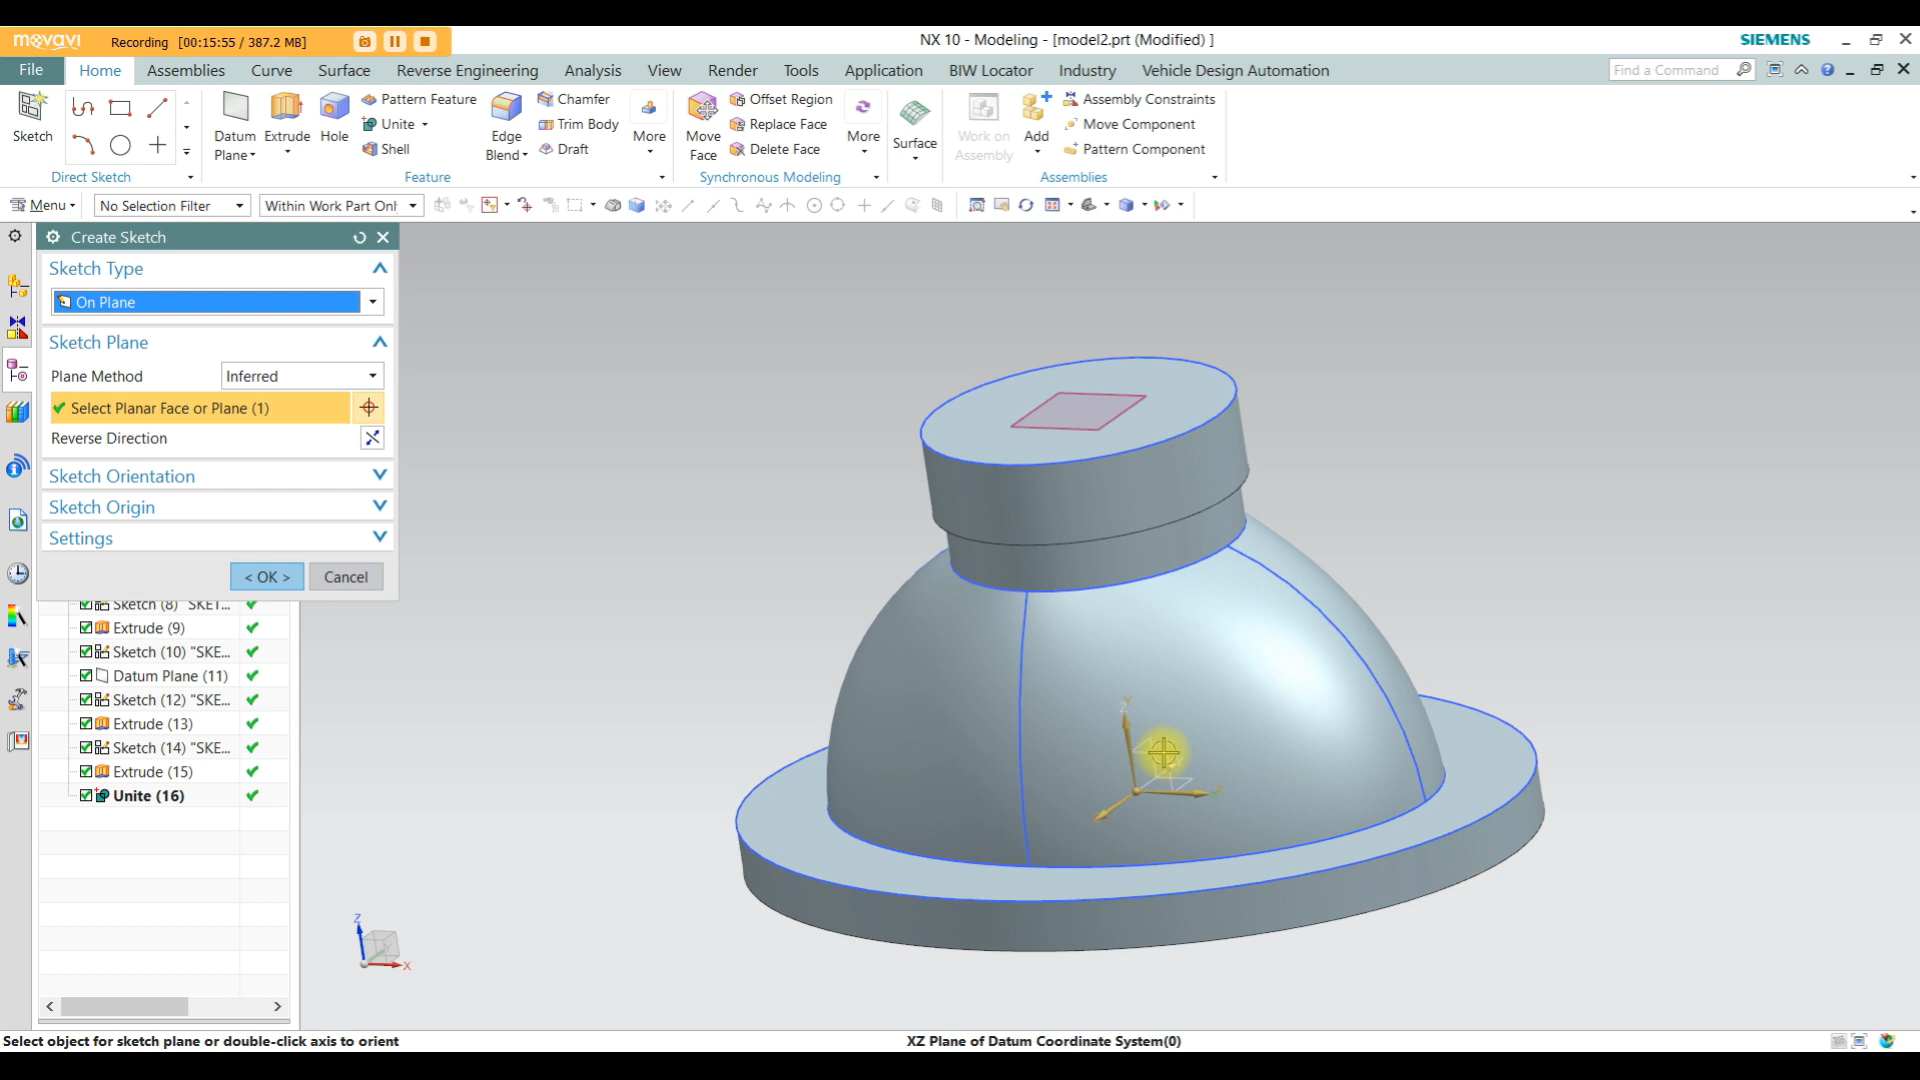 movavi Recording [00:15:55 / 387.2 MB]
NX 10 - Modeling - [model2.prt (Modified) ]
SIEMENS
File Home Assemblies Curve Surface Reverse Engineering Analysis View Render Tools Application BIW Locator Industry Vehicle Design Automation Find a Command
Sketch
Direct Sketch
Datum Plane
Extrude
Hole
Pattern Feature
Unite
Shell
Edge Blend
Chamfer
Trim Body
Draft
More
Feature
Move Face
Offset Region
Replace Face
Delete Face
More
Synchronous Modeling
Surface
Work on Assembly
Add
Assembly Constraints
Move Component
Pattern Component
Assemblies
Menu No Selection Filter Within Work Part Onl
Create Sketch
Sketch Type
On Plane
Sketch Plane
Plane Method Inferred
Select Planar Face or Plane (1)
Reverse Direction
Sketch Orientation
Sketch Origin
Settings
< OK > Cancel
Sketch (8) "SKET...
Extrude (9)
Sketch (10) "SKE...
Datum Plane (11)
Sketch (12) "SKE...
Extrude (13)
Sketch (14) "SKE...
Extrude (15)
Unite (16)
Z
X
Select object for sketch plane or double-click axis to orient
XZ Plane of Datum Coordinate System(0)